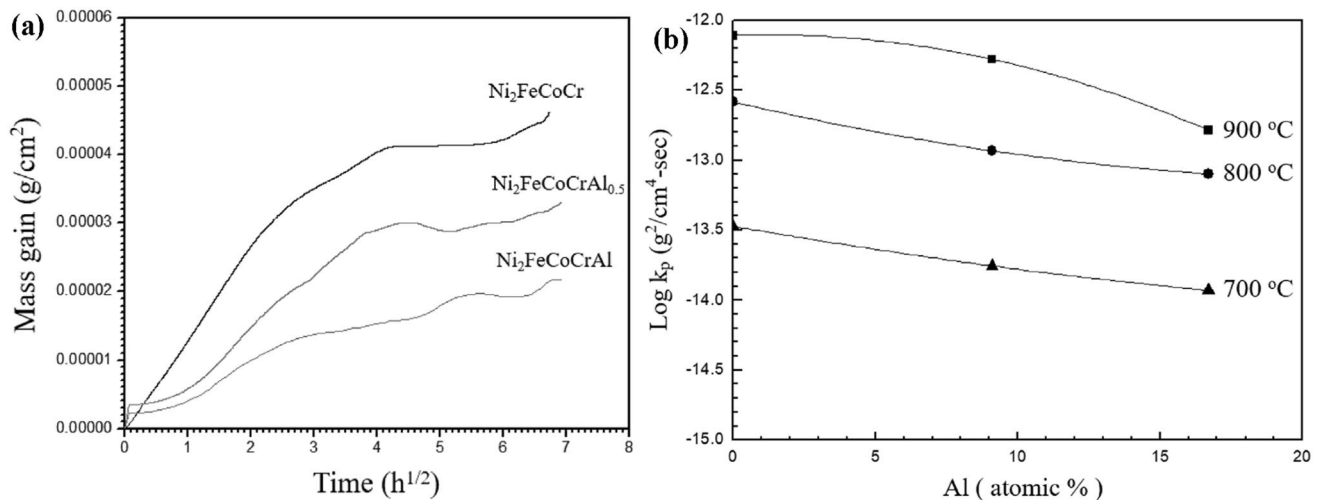 (a)
Mass gain (g/cm²)
0.00006
0.00005
0.00004
0.00003
0.00002
0.00001
0.00000
Ni₂FeCoCr
Ni₂FeCoCrAl₀.₅
Ni₂FeCoCrAl
0 1 2 3 4 5 6 7 8
Time (h¹/²)
(b)
Log kₚ (g²/cm⁴-sec)
-12.0
-12.5
-13.0
-13.5
-14.0
-14.5
-15.0
900 °C
800 °C
700 °C
0 5 10 15 20
Al ( atomic % )